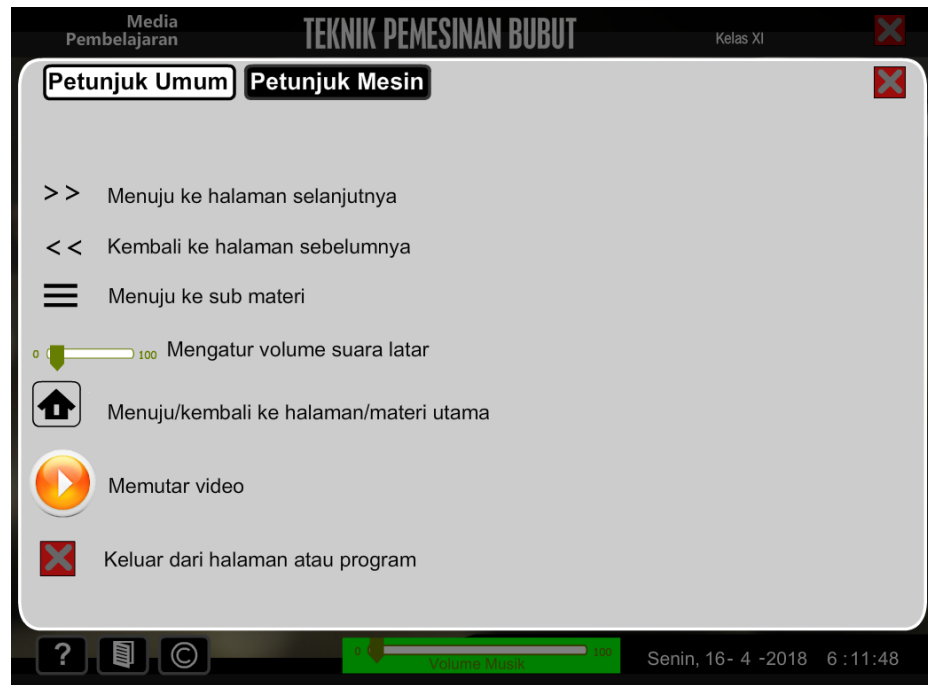 Media
Pembelajaran
TEKNIK PEMESINAN BUBUT
Kelas XI
Petunjuk Umum
Petunjuk Mesin
>> Menuju ke halaman selanjutnya
<< Kembali ke halaman sebelumnya
Menuju ke sub materi
0 100 Mengatur volume suara latar
Menuju/kembali ke halaman/materi utama
Memutar video
Keluar dari halaman atau program
? ©
0 100
Volume Musik
Senin, 16- 4 -2018 6 :11:48